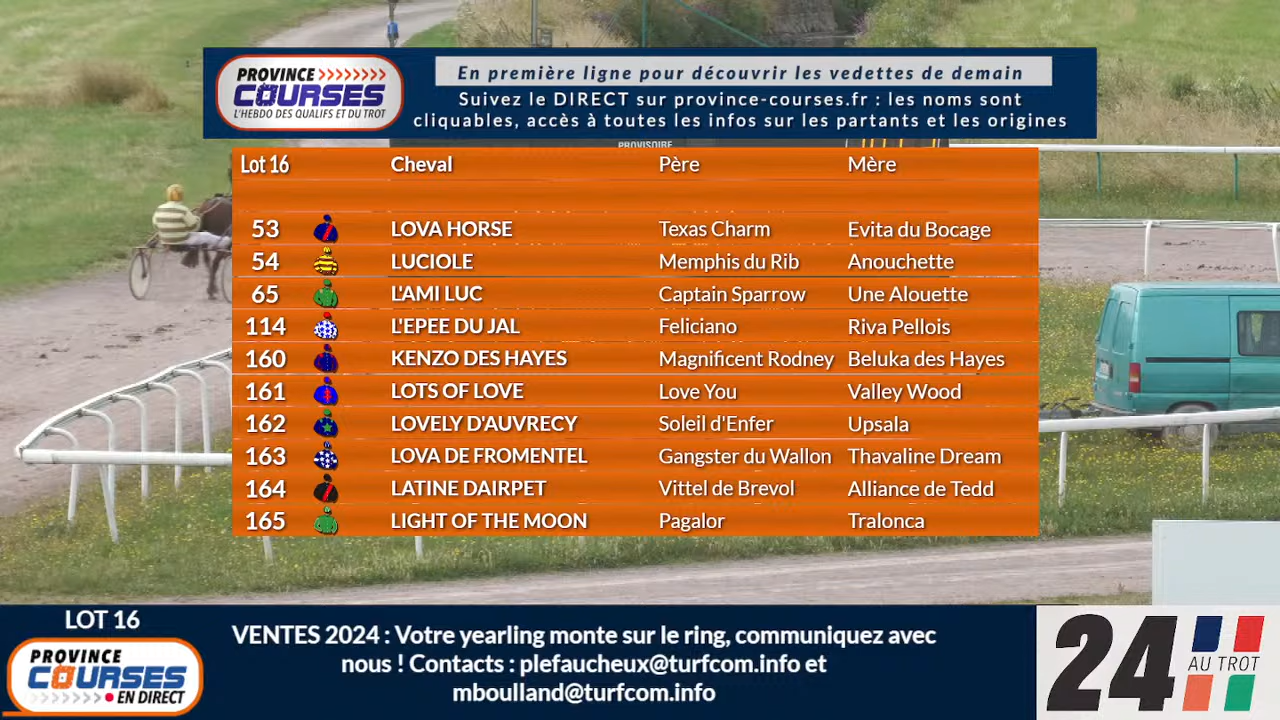 PROVINCE
COURSES
L'HEBDO DES QUALIFS ET DU TROT
En première ligne pour découvrir les vedettes de demain
Suivez le DIRECT sur province-courses.fr : les noms sont
cliquables, accès à toutes les infos sur les partants et les origines
PROVISOIRE
Lot 16 Cheval Père Mère
53 LOVA HORSE Texas Charm Evita du Bocage
54 LUCIOLE Memphis du Rib Anouchette
65 L'AMI LUC Captain Sparrow Une Alouette
114 L'EPEE DU JAL Feliciano Riva Pellois
160 KENZO DES HAYES Magnificent Rodney Beluka des Hayes
161 LOTS OF LOVE Love You Valley Wood
162 LOVELY D'AUVRECY Soleil d'Enfer Upsala
163 LOVA DE FROMENTEL Gangster du Wallon Thavaline Dream
164 LATINE DAIRPET Vittel de Brevol Alliance de Tedd
165 LIGHT OF THE MOON Pagalor Tralonca
LOT 16
PROVINCE
COURSES
EN DIRECT
VENTES 2024 : Votre yearling monte sur le ring, communiquez avec
nous ! Contacts : plefaucheux@turfcom.info et
mboulland@turfcom.info
24
AU TROT